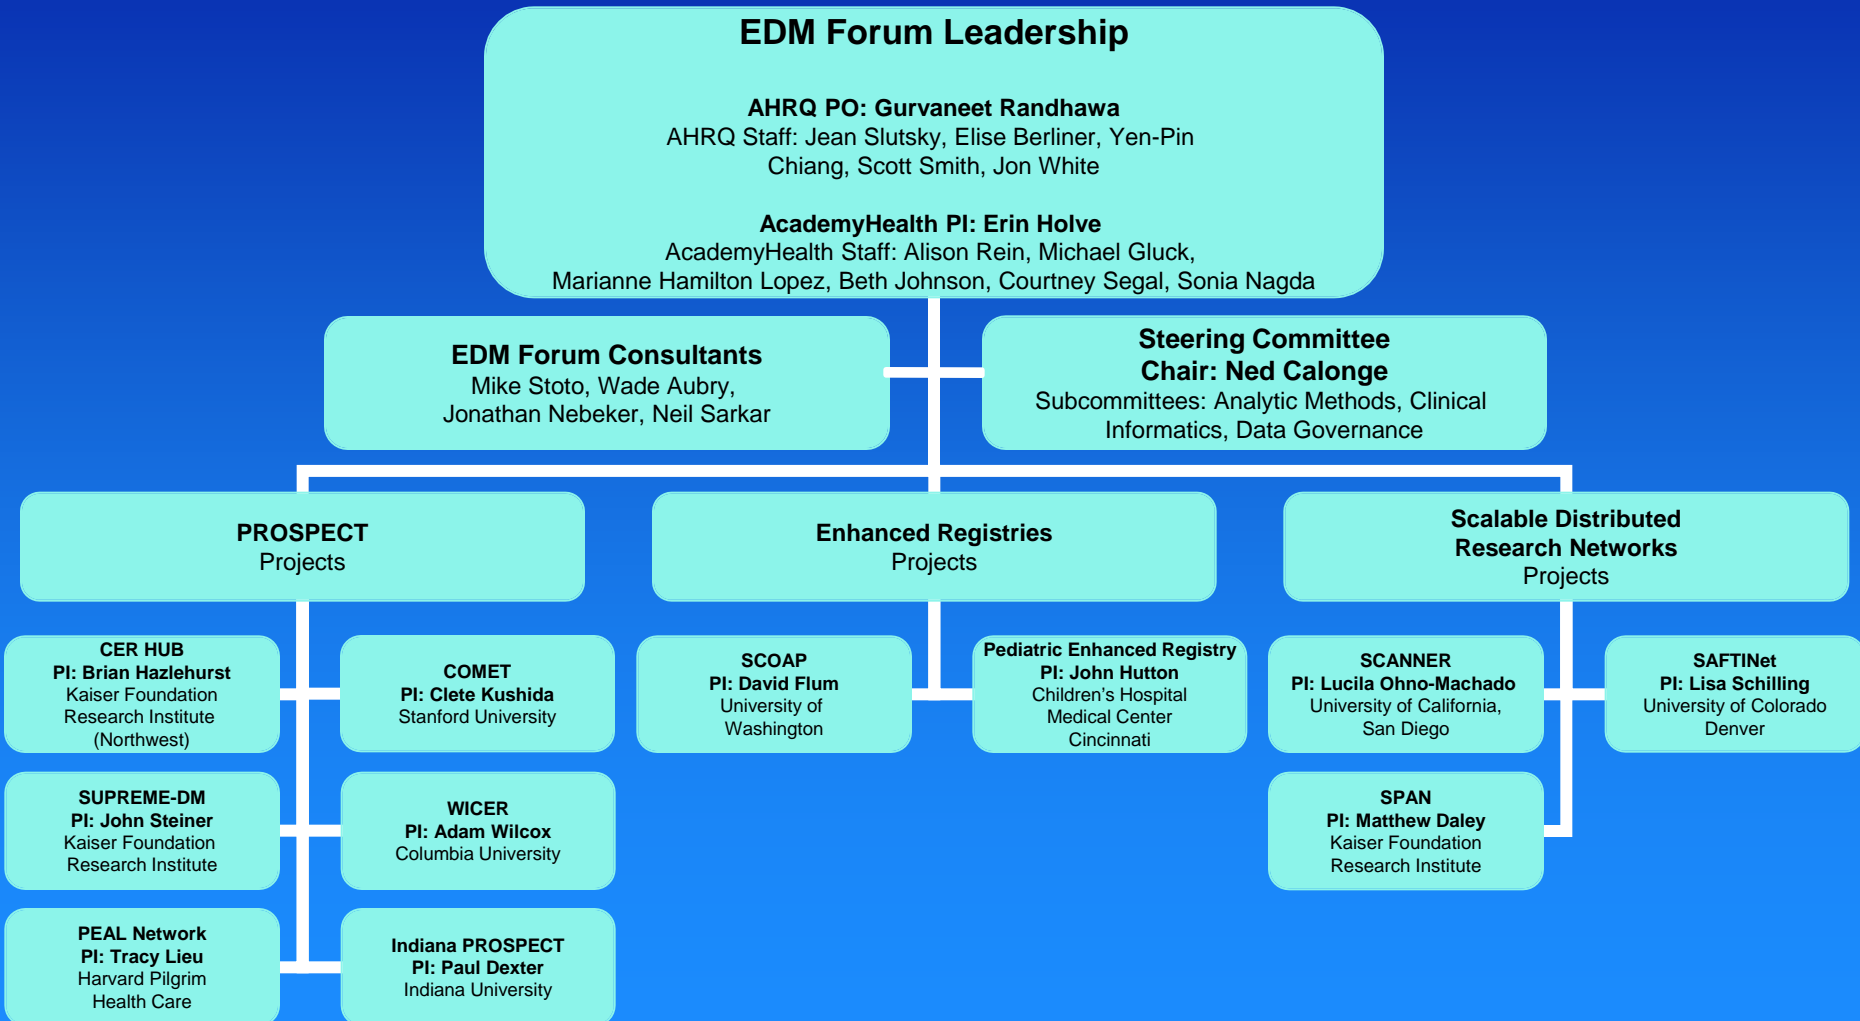 EDM Forum Leadership
AHRQ PO: Gurvaneet Randhawa
AHRQ Staff: Jean Slutsky, Elise Berliner, Yen-Pin
Chiang, Scott Smith, Jon White
AcademyHealth PI: Erin Holve
AcademyHealth Staff: Alison Rein, Michael Gluck,
Marianne Hamilton Lopez, Beth Johnson, Courtney Segal, Sonia Nagda
EDM Forum Consultants
Mike Stoto, Wade Aubry,
Jonathan Nebeker, Neil Sarkar
Steering Committee
Chair: Ned Calonge
Subcommittees: Analytic Methods, Clinical
Informatics, Data Governance
PROSPECT
Projects
Enhanced Registries
Projects
Scalable Distributed
Research Networks
Projects
CER HUB
PI: Brian Hazlehurst
Kaiser Foundation
Research Institute
(Northwest)
COMET
PI: Clete Kushida
Stanford University
SCOAP
PI: David Flum
University of
Washington
Pediatric Enhanced Registry
PI: John Hutton
Children’s Hospital
Medical Center
Cincinnati
SCANNER
PI: Lucila Ohno-Machado
University of California,
San Diego
SAFTINet
PI: Lisa Schilling
University of Colorado
Denver
SUPREME-DM
PI: John Steiner
Kaiser Foundation
Research Institute
WICER
PI: Adam Wilcox
Columbia University
SPAN
PI: Matthew Daley
Kaiser Foundation
Research Institute
PEAL Network
PI: Tracy Lieu
Harvard Pilgrim
Health Care
Indiana PROSPECT
PI: Paul Dexter
Indiana University